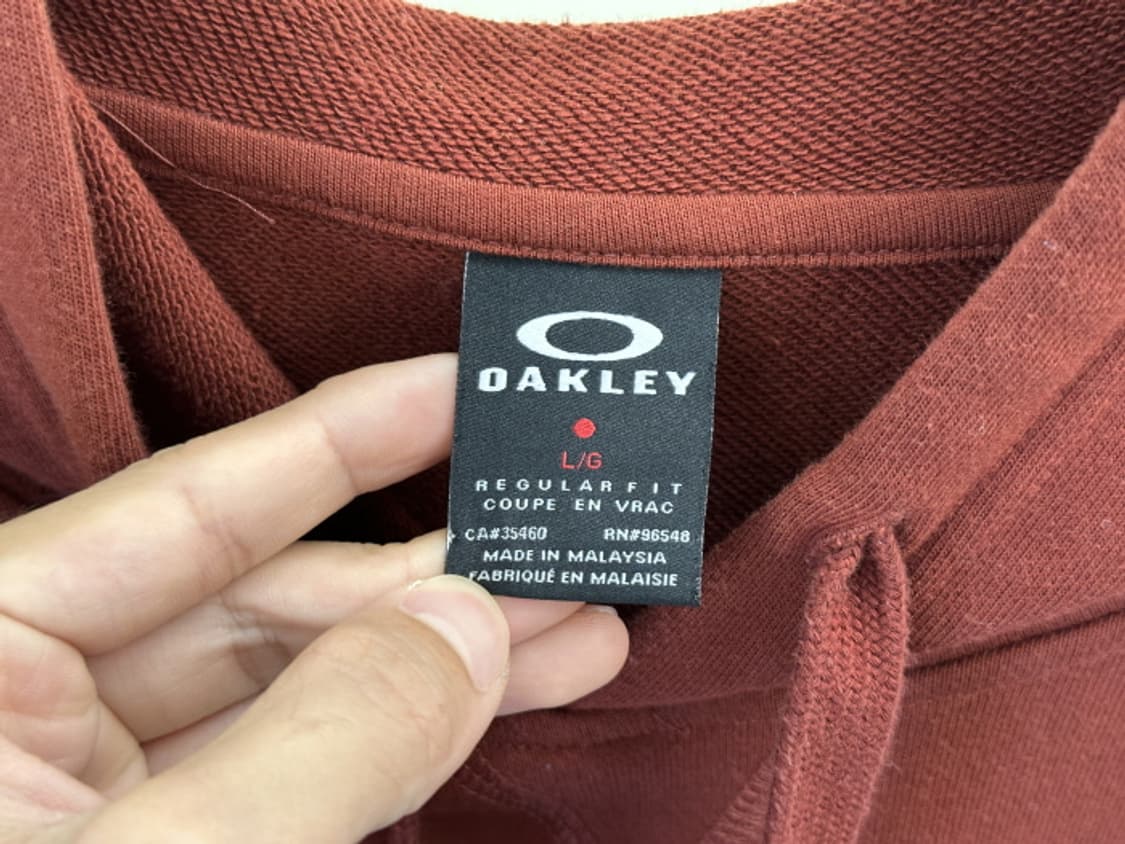 OAKLEY
L/G
REGULAR FIT
COUPE EN VRAC
CA#35460 RN#96548
MADE IN MALAYSIA
FABRIQUÉ EN MALAISIE